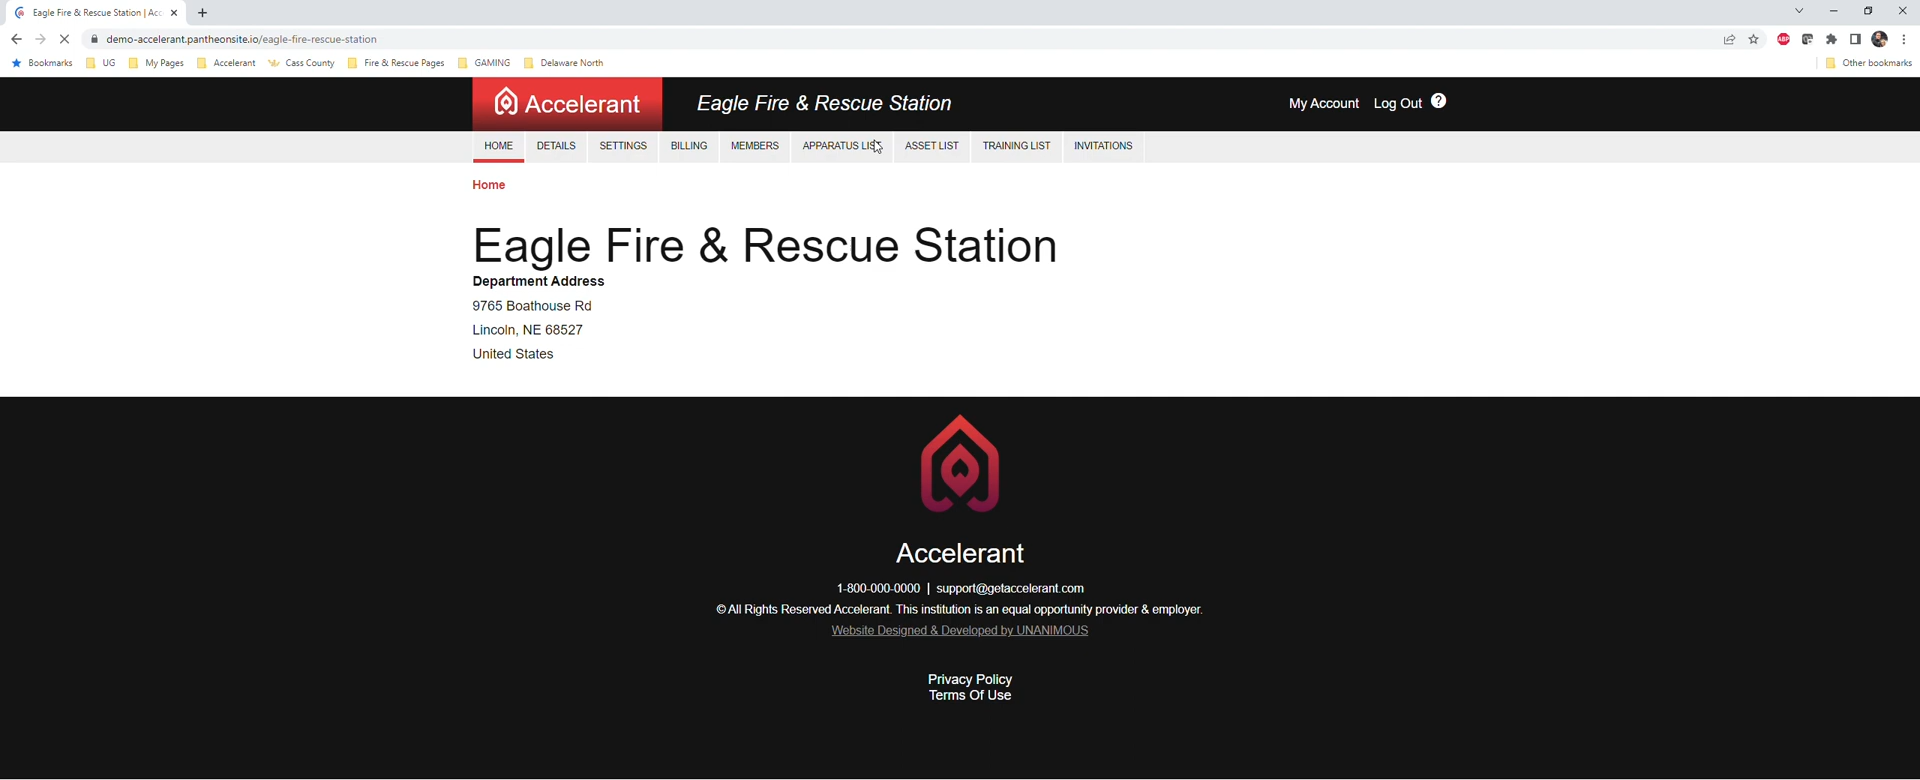 Eagle Fire & Rescue Station | Acc
demo-accelerant.pantheonsite.io/eagle-fire-rescue-station
ABP
Bookmarks UG My Pages Accelerant Cass County Fire & Rescue Pages GAMING Delaware North Other bookmarks
Accelerant Eagle Fire & Rescue Station My Account Log Out ?
HOME DETAILS SETTINGS BILLING MEMBERS APPARATUS LIST ASSET LIST TRAINING LIST INVITATIONS
Home
Eagle Fire & Rescue Station
Department Address
9765 Boathouse Rd
Lincoln, NE 68527
United States
Accelerant
1-800-000-0000 | support@getaccelerant.com
© All Rights Reserved Accelerant. This institution is an equal opportunity provider & employer.
Website Designed & Developed by UNANIMOUS
Privacy Policy
Terms Of Use